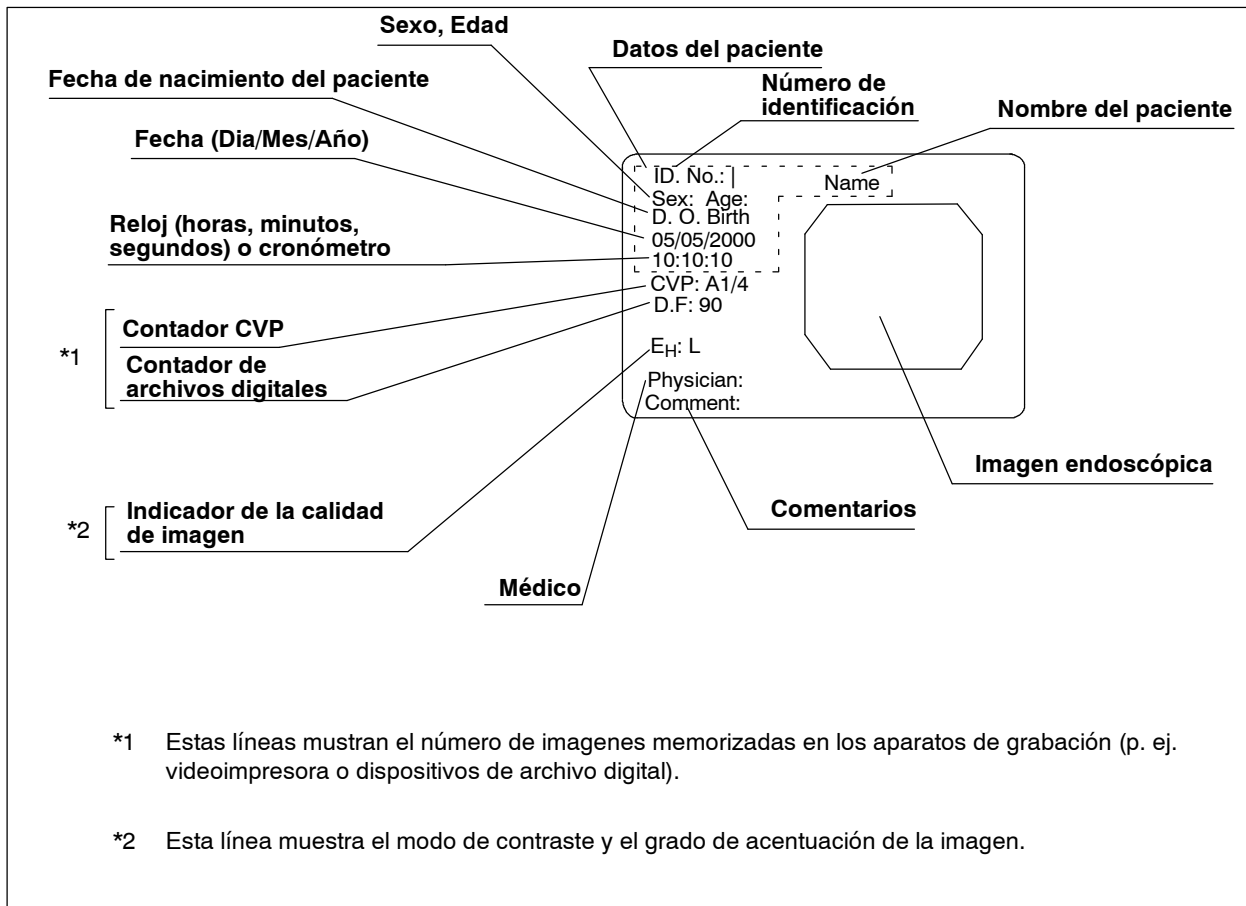 Sexo, Edad
Datos del paciente
Fecha de nacimiento del paciente
Número de
identificación
Nombre del paciente
Fecha (Dia/Mes/Año)
ID. No.: |
Name
Sex: Age:
D. O. Birth
Reloj (horas, minutos,
segundos) o cronómetro
05/05/2000
10:10:10
CVP: A1/4
D.F: 90
*1
Contador CVP
Contador de
archivos digitales
EH: L
Physician:
Comment:
Imagen endoscópica
*2
Indicador de la calidad
de imagen
Comentarios
Médico
*1 Estas líneas mustran el número de imagenes memorizadas en los aparatos de grabación (p. ej.
videoimpresora o dispositivos de archivo digital).
*2 Esta línea muestra el modo de contraste y el grado de acentuación de la imagen.